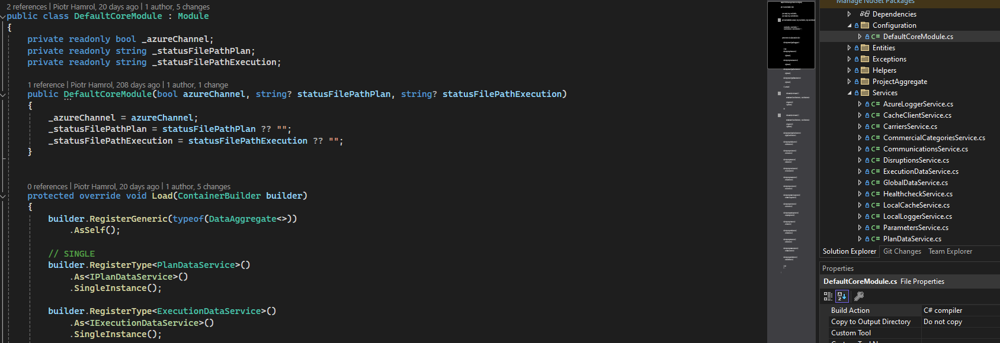 2 references | Piotr Hamrol, 20 days ago | 1 author, 5 changes
public class DefaultCoreModule : Module
{
private readonly bool _azureChannel;
private readonly string _statusFilePathPlan;
private readonly string _statusFilePathExecution;
1 reference | Piotr Hamrol, 208 days ago | 1 author, 1 change
public DefaultCoreModule(bool azureChannel, string? statusFilePathPlan, string? statusFilePathExecution)
{
_azureChannel = azureChannel;
_statusFilePathPlan = statusFilePathPlan ?? "";
_statusFilePathExecution = statusFilePathExecution ?? "";
}
0 references | Piotr Hamrol, 20 days ago | 1 author, 5 changes
protected override void Load(ContainerBuilder builder)
{
builder.RegisterGeneric(typeof(DataAggregate<>))
.AsSelf();
// SINGLE
builder.RegisterType<PlanDataService>()
.As<IPlanDataService>()
.SingleInstance();
builder.RegisterType<ExecutionDataService>()
.As<IExecutionDataService>()
.SingleInstance();
Manage NuGet Packages
Dependencies
Configuration
C# DefaultCoreModule.cs
Entities
Exceptions
Helpers
ProjectAggregate
Services
C# AzureLoggerService.cs
C# CacheClientService.cs
C# CarriersService.cs
C# CommercialCategoriesService.cs
C# CommunicationsService.cs
C# DisruptionsService.cs
C# ExecutionDataService.cs
C# GlobalDataService.cs
C# HealthcheckService.cs
C# LocalCacheService.cs
C# LocalLoggerService.cs
C# ParametersService.cs
C# PlanDataService.cs
Solution Explorer Git Changes Team Explorer
Properties
DefaultCoreModule.cs File Properties
Build Action C# compiler
Copy to Output Directory Do not copy
Custom Tool